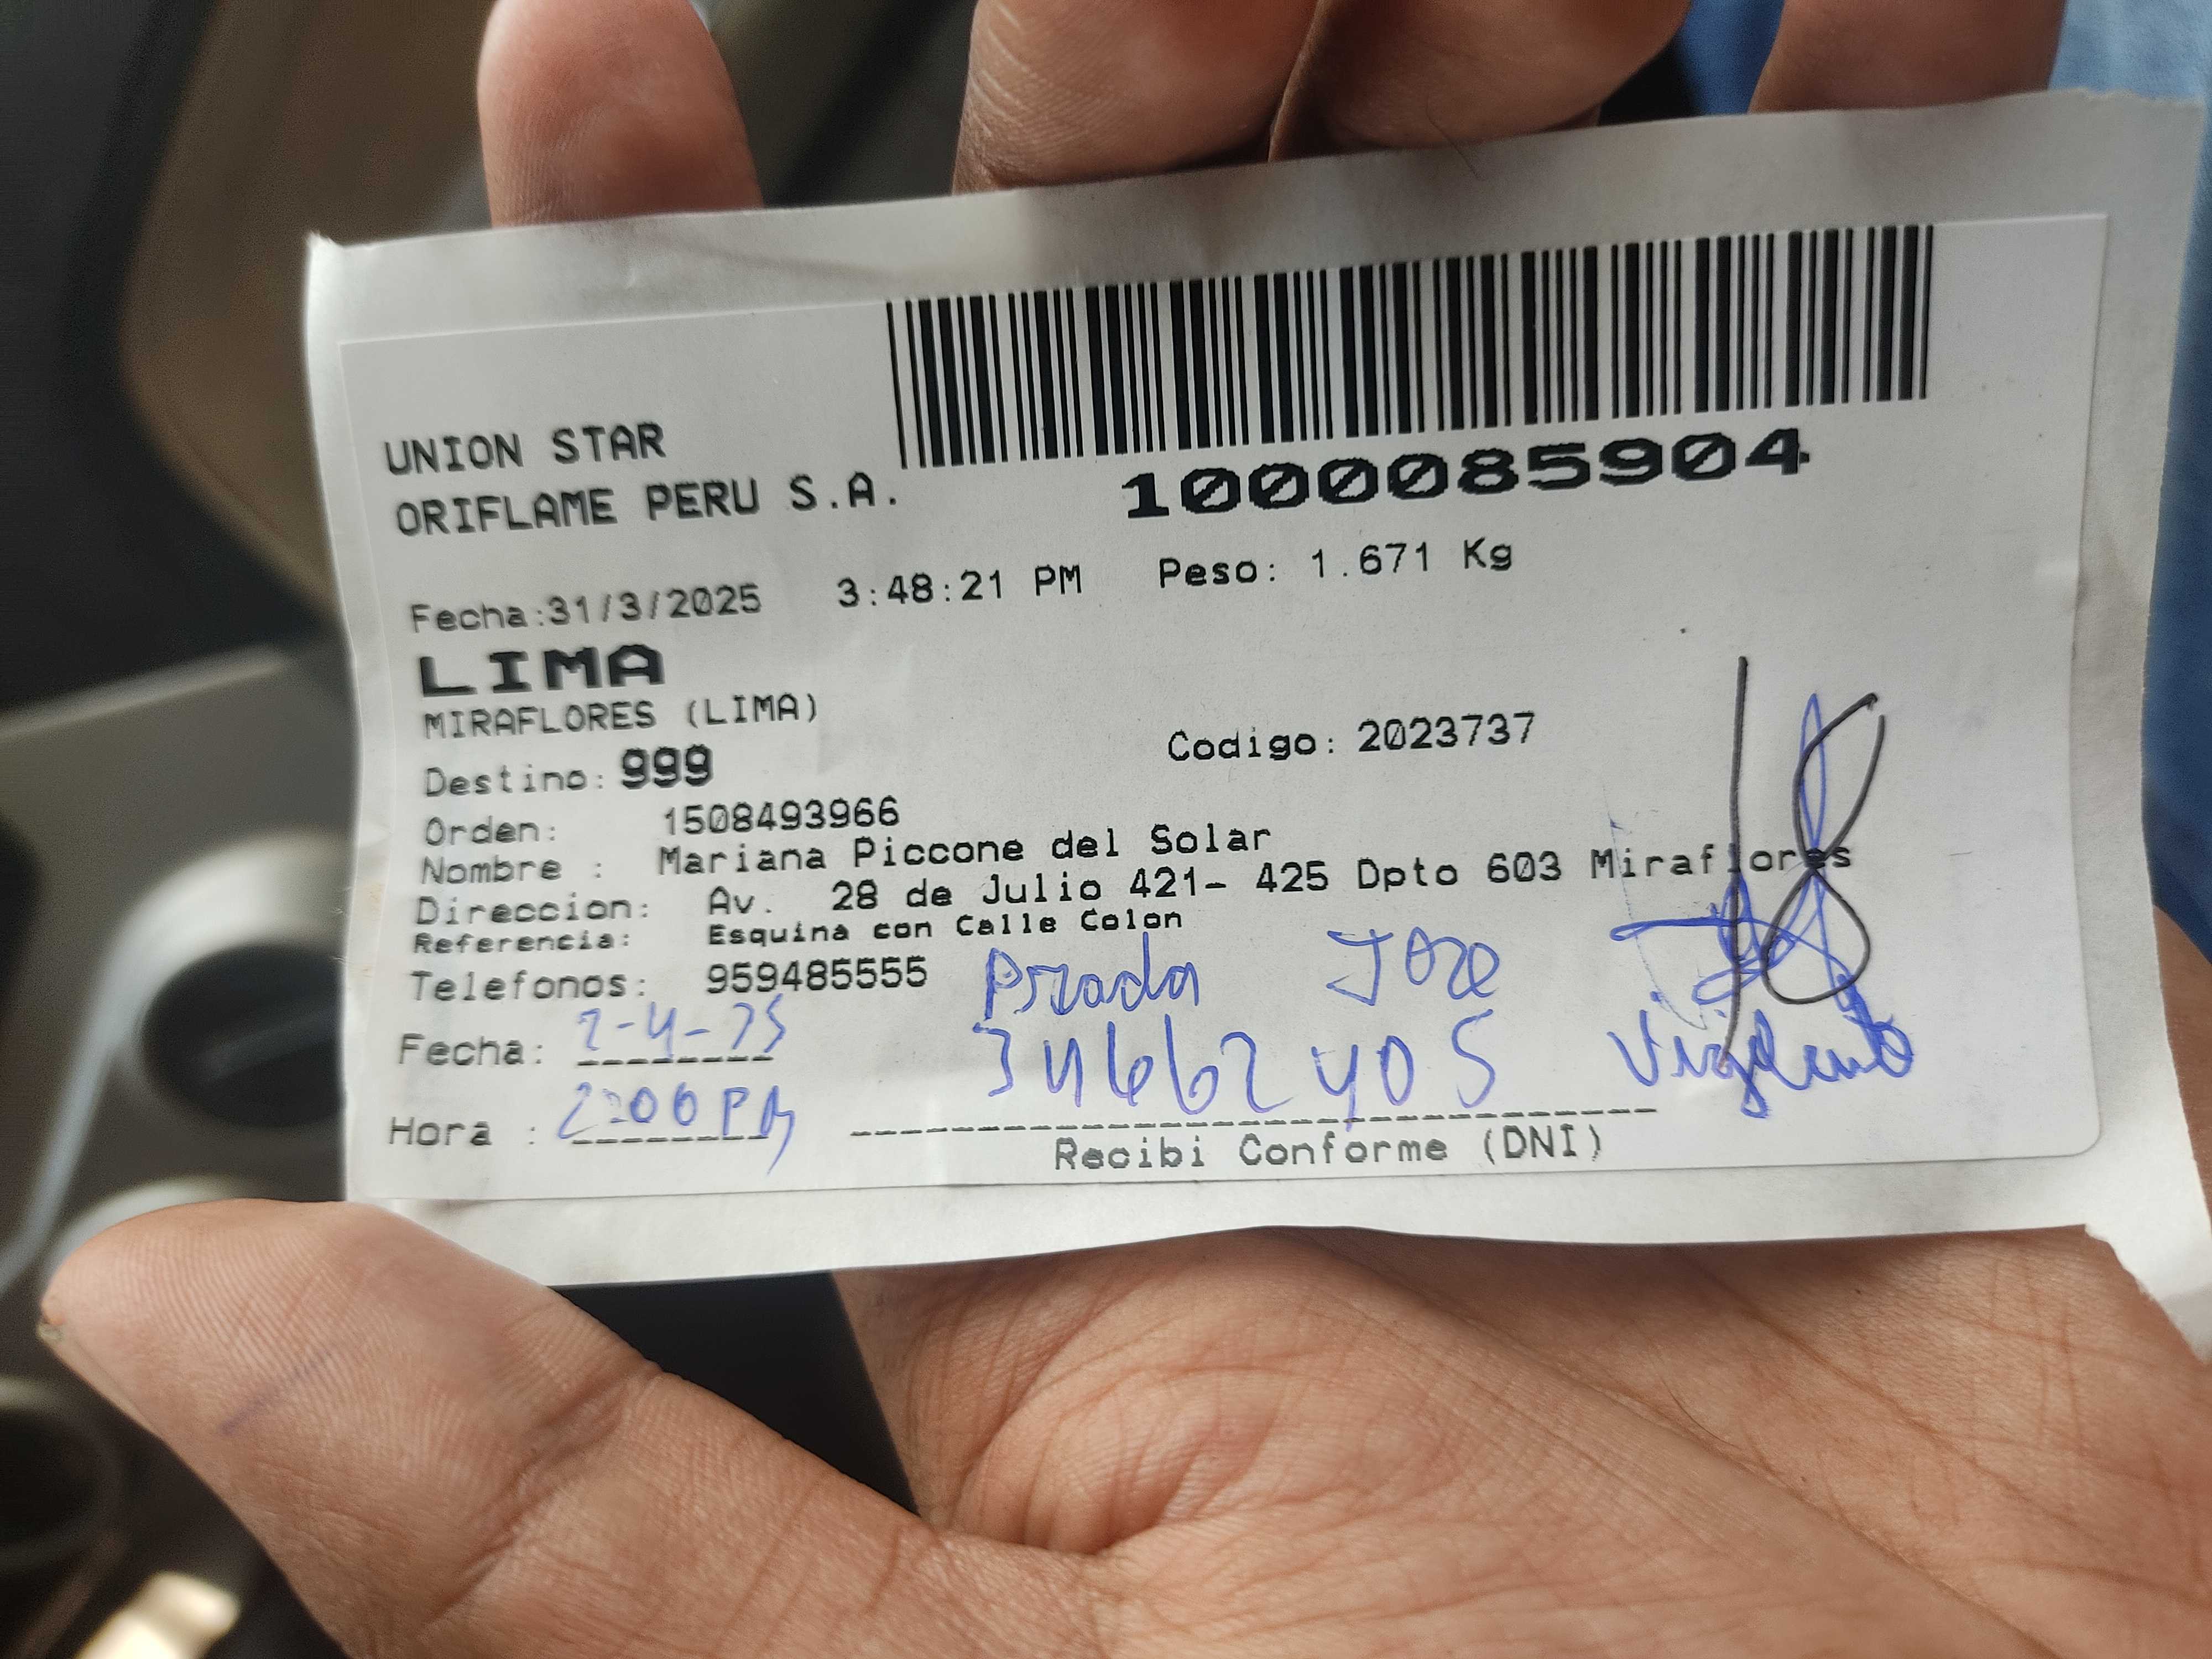 UNION STAR
ORIFLAME PERU S.A.
1000085904
Fecha:31/3/2025 3:48:21 PM Peso: 1.671 Kg
LIMA
MIRAFLORES (LIMA)
Destino: 999 Codigo: 2023737
Orden: 1508493966
Nombre : Mariana Piccone del Solar
Direccion: Av. 28 de Julio 421- 425 Dpto 603 Miraflores
Referencia: Esquina con Calle Colon
Telefonos: 959485555 Prada Joze
Fecha: 2-4-25
Hora : 2:00 PM
Recibi Conforme (DNI)